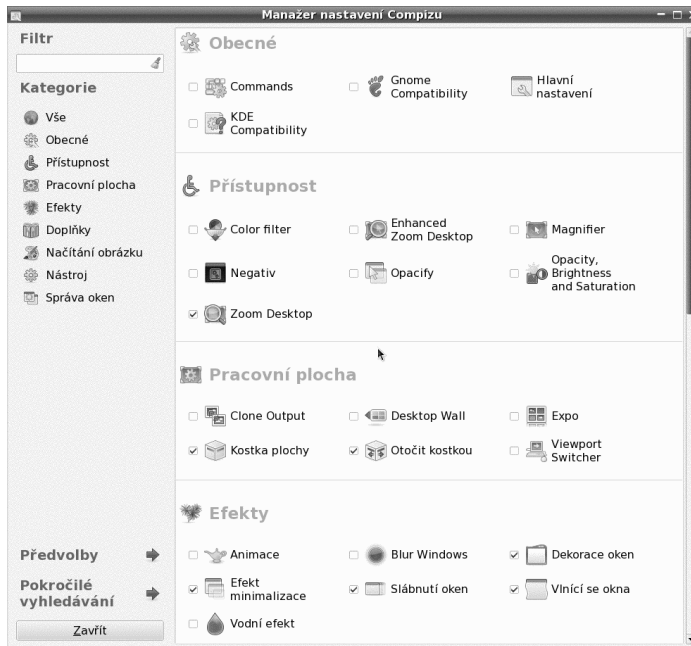 Manažer nastavení Compizu
Filtr
Kategorie
Vše
Obecné
Přístupnost
Pracovní plocha
Efekty
Doplňky
Načítání obrázku
Nástroj
Správa oken
Předvolby
Pokročilé
vyhledávání
Zavřít
Obecné
Commands
Gnome
Compatibility
Hlavní
nastavení
KDE
Compatibility
Přístupnost
Color filter
Enhanced
Zoom Desktop
Magnifier
Negativ
Opacify
Opacity,
Brightness
and Saturation
Zoom Desktop
Pracovní plocha
Clone Output
Desktop Wall
Expo
Kostka plochy
Otočit kostkou
Viewport
Switcher
Efekty
Animace
Blur Windows
Dekorace oken
Efekt
minimalizace
Slábnutí oken
Vlnící se okna
Vodní efekt